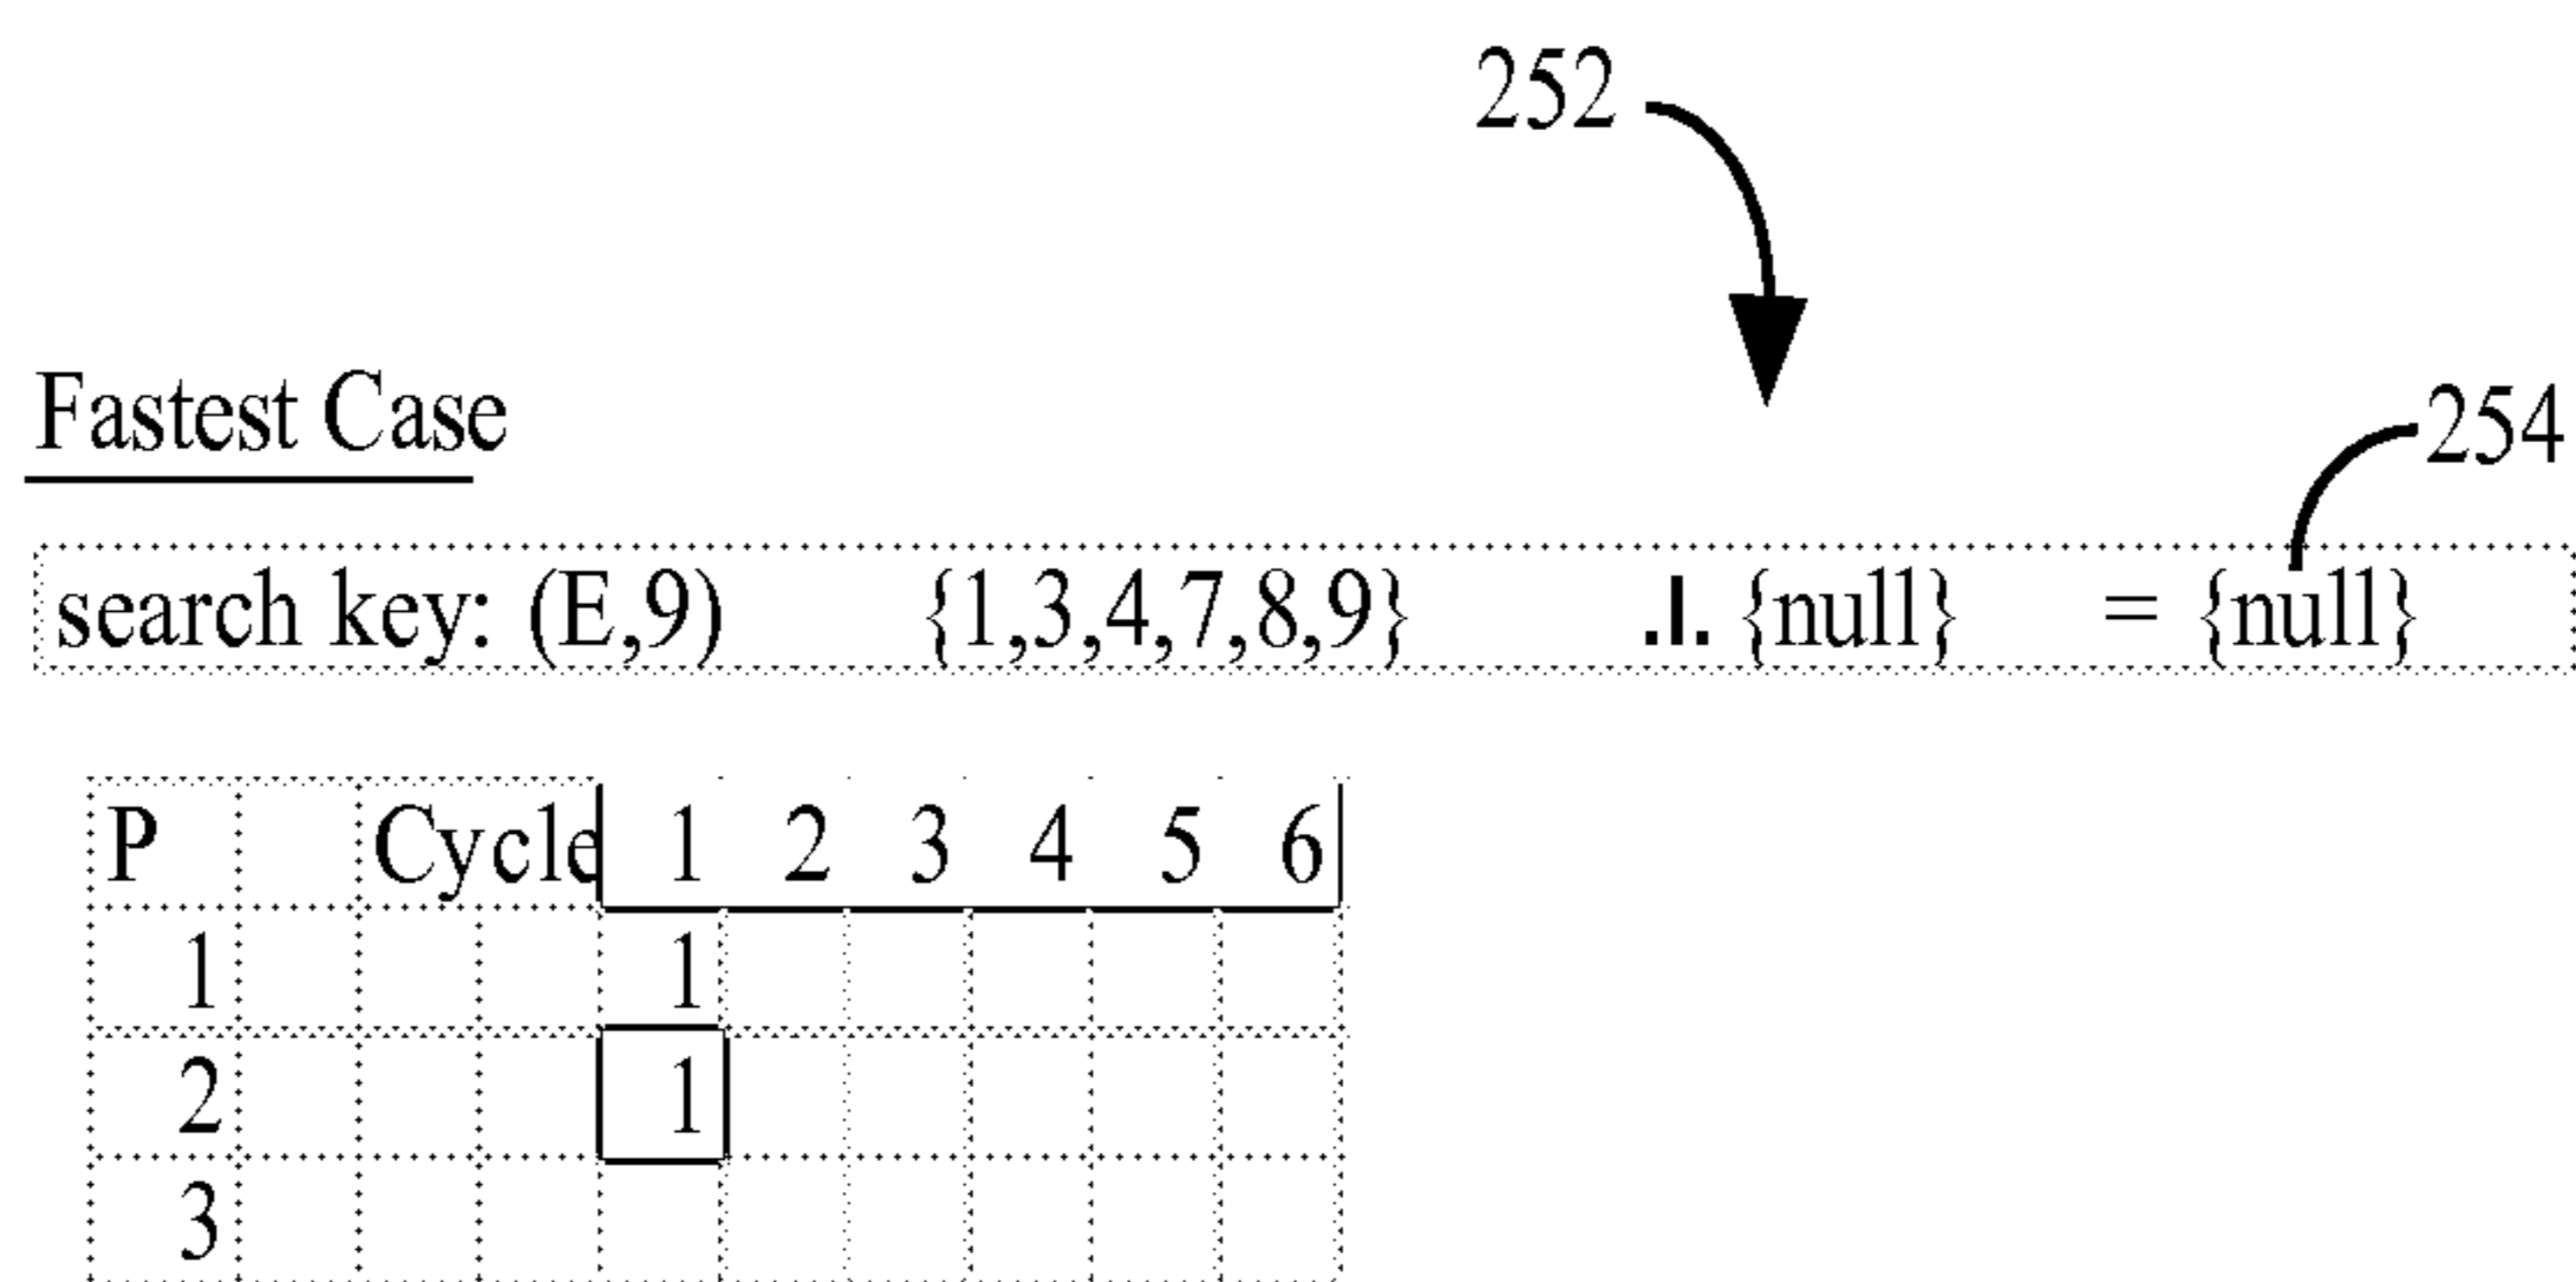 252
Fastest Case
254
search key: (E,9) {1,3,4,7,8,9} .I. {null} = {null}
P Cycle 1 2 3 4 5 6
1 1
2 1
3